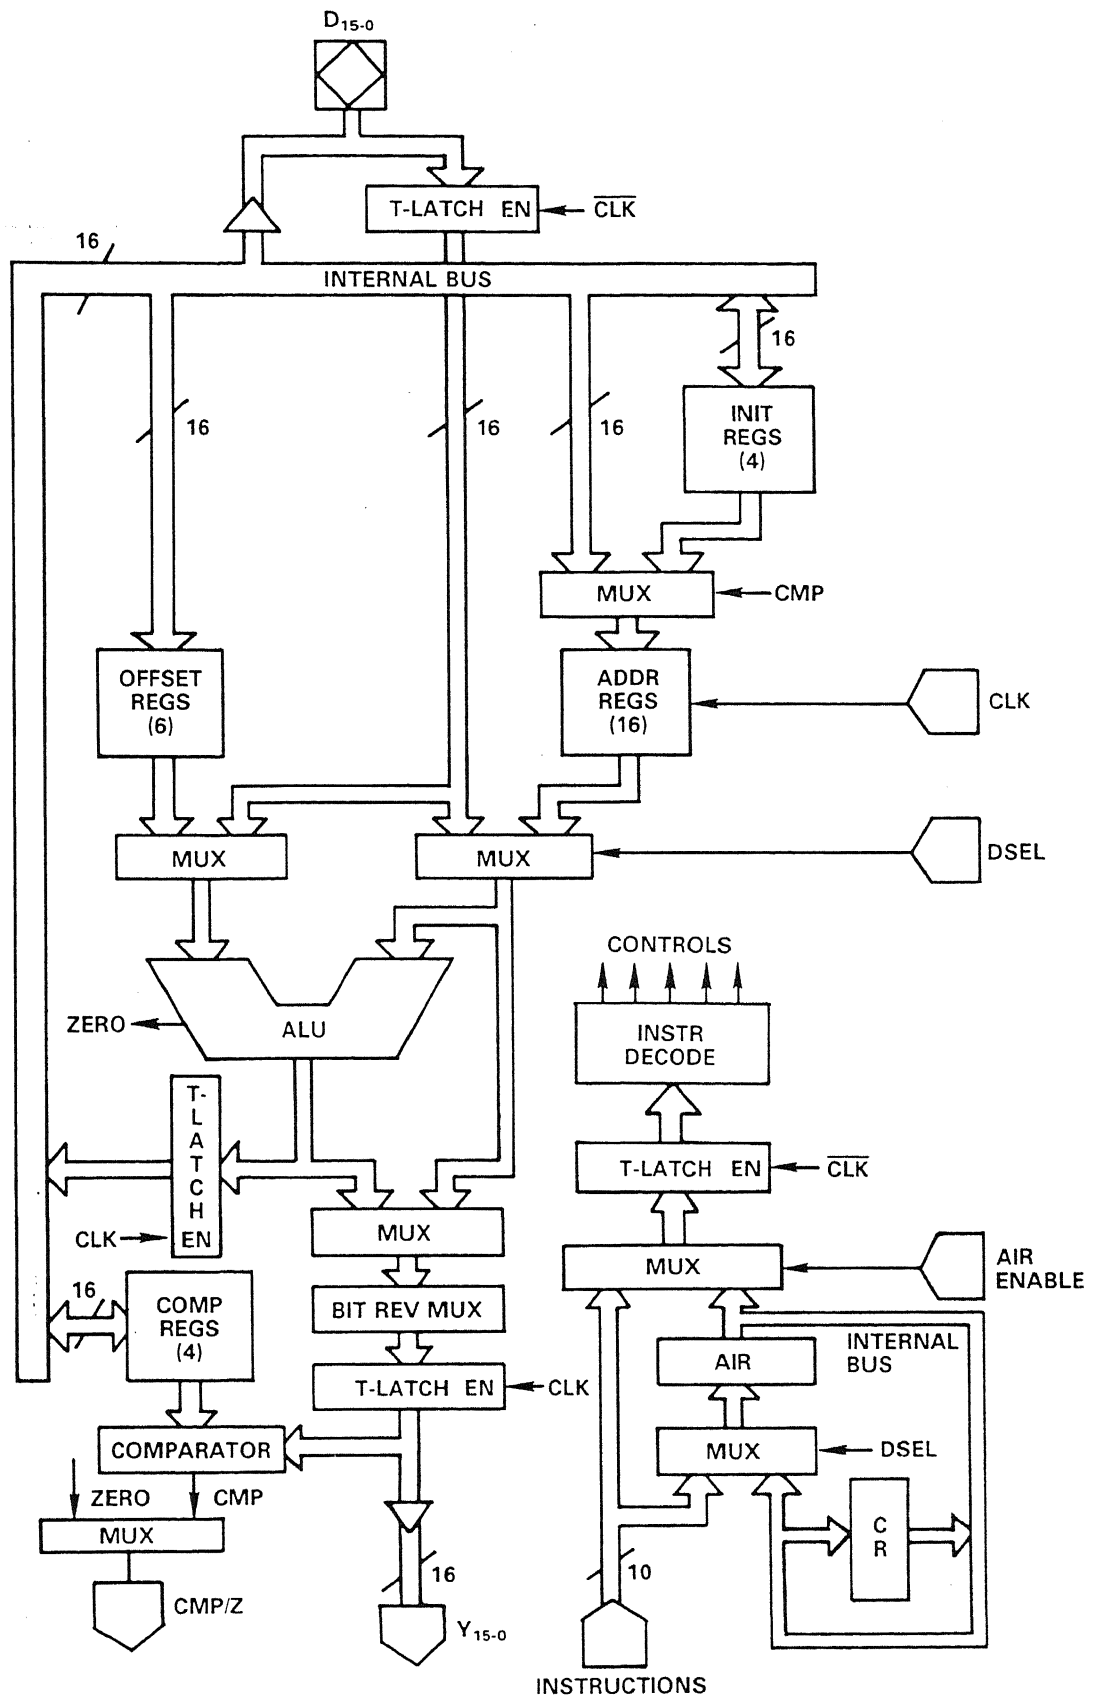 D15-0
T-LATCH EN
CLK
16
INTERNAL BUS
16
16
16
16
INIT
REGS
(4)
MUX
CMP
OFFSET
REGS
(6)
ADDR
REGS
(16)
CLK
MUX
MUX
DSEL
CONTROLS
ZERO
ALU
INSTR
DECODE
T-LATCH
EN
CLK
T-LATCH EN
CLK
MUX
MUX
AIR
ENABLE
16
COMP
REGS
(4)
BIT REV MUX
INTERNAL
BUS
AIR
T-LATCH EN
CLK
COMPARATOR
MUX
DSEL
ZERO
CMP
MUX
CR
16
10
CMP/Z
Y15-0
INSTRUCTIONS